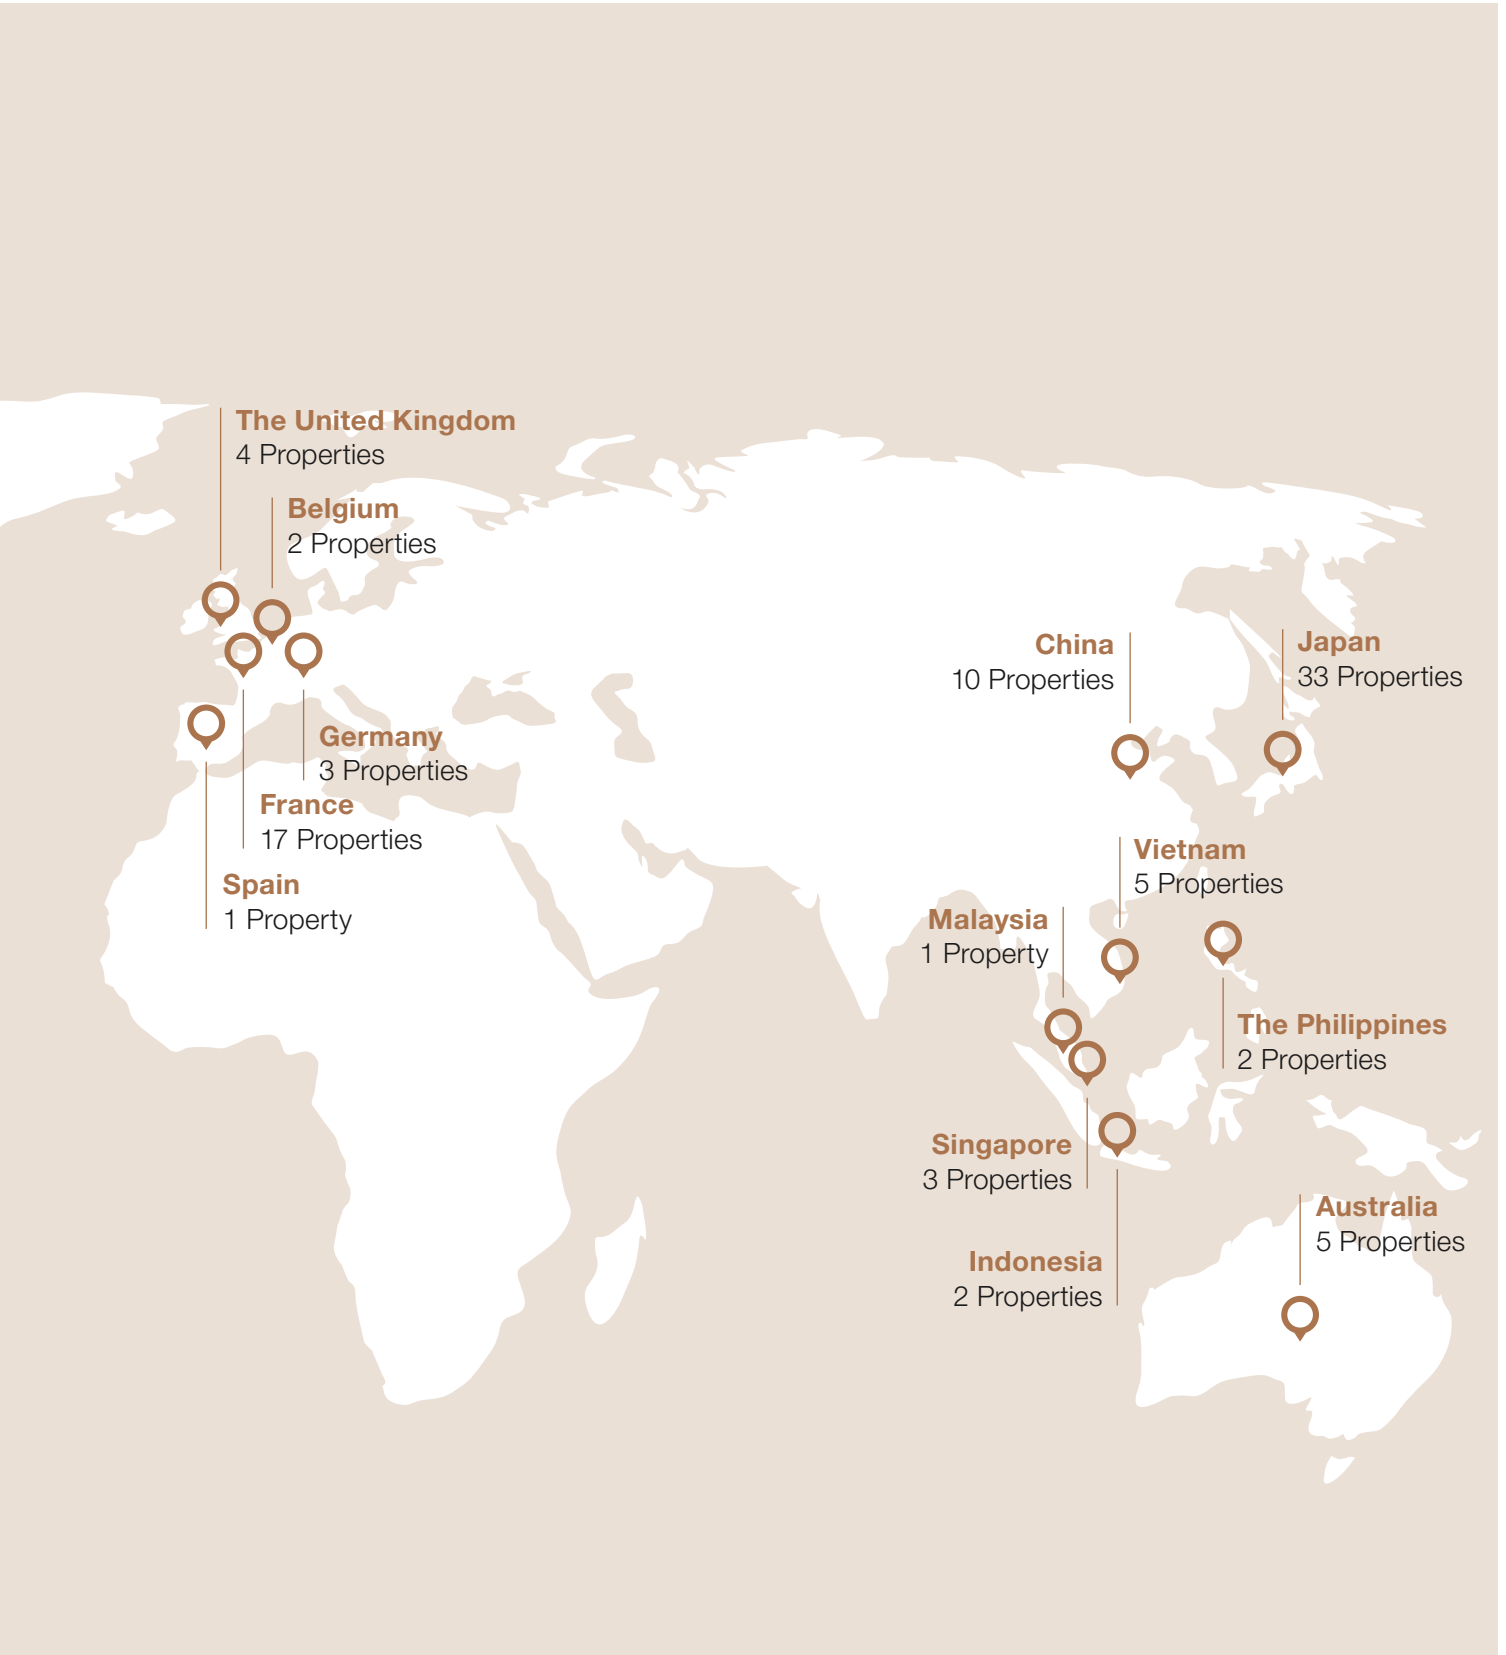 The United Kingdom
4 Properties
Belgium
2 Properties
Germany
3 Properties
France
17 Properties
Spain
1 Property
China
10 Properties
Japan
33 Properties
Vietnam
5 Properties
Malaysia
1 Property
The Philippines
2 Properties
Singapore
3 Properties
Indonesia
2 Properties
Australia
5 Properties